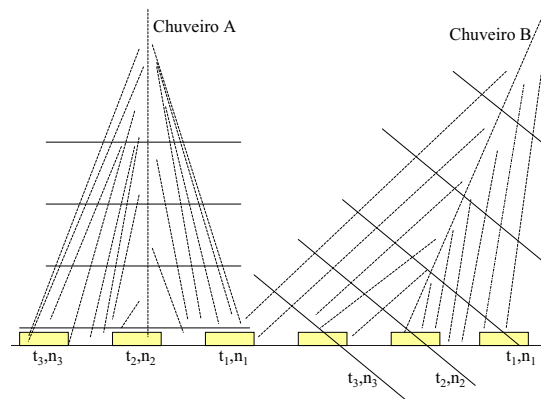 Chuveiro A
Chuveiro B
t3,n3
t2,n2
t1,n1
t3,n3
t2,n2
t1,n1